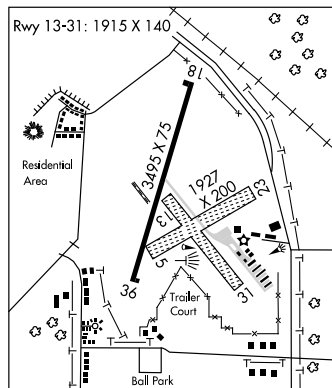 Rwy 13-31: 1915 X 140
18
3495 X 75
Residential
Area
1927
X 200
23
13
5
31
36
Trailer
Court
Ball Park